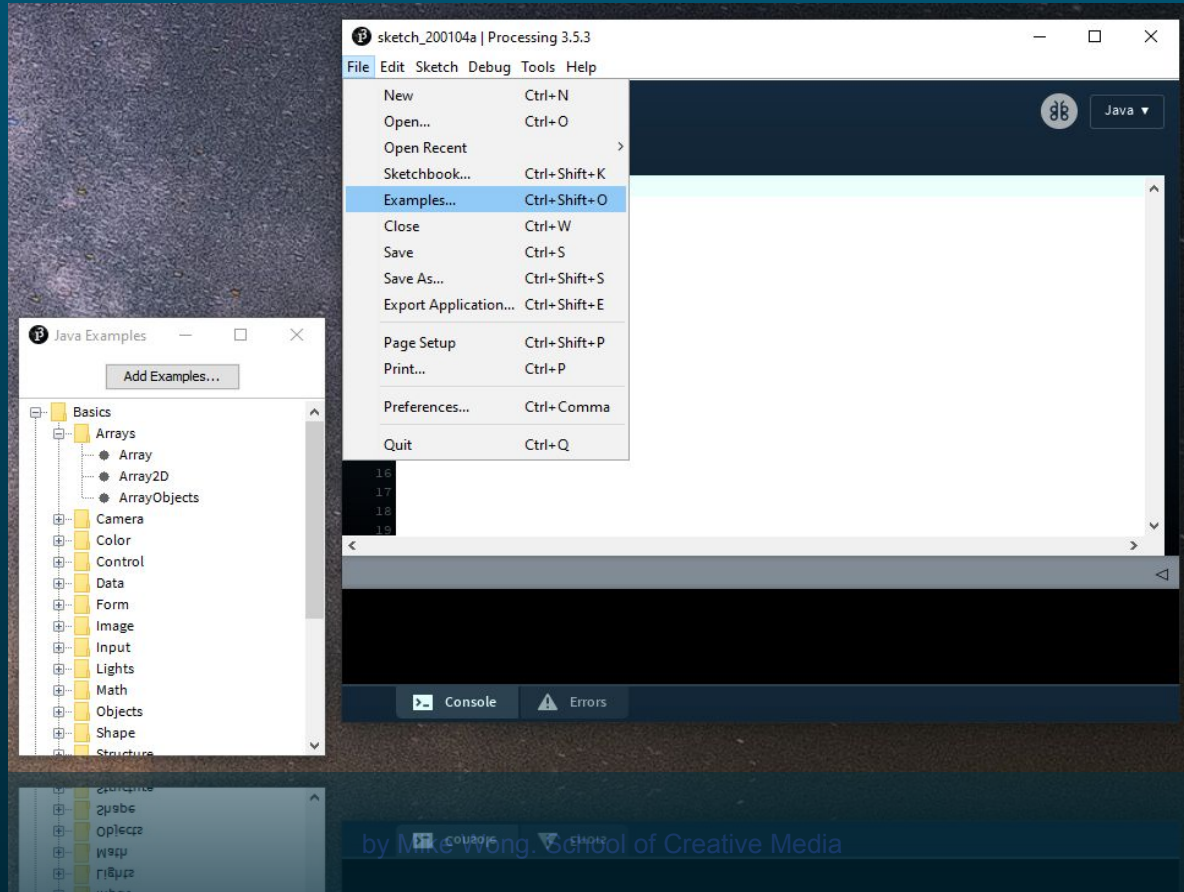 sketch_200104a | Processing 3.5.3
File Edit Sketch Debug Tools Help
New Ctrl+N
Open... Ctrl+O
Open Recent
Sketchbook... Ctrl+Shift+K
Examples... Ctrl+Shift+O
Close Ctrl+W
Save Ctrl+S
Save As... Ctrl+Shift+S
Export Application... Ctrl+Shift+E
Page Setup Ctrl+Shift+P
Print... Ctrl+P
Preferences... Ctrl+Comma
Quit Ctrl+Q
Java ▼
16
17
18
19
Console Errors
Java Examples
Add Examples...
Basics
Arrays
Array
Array2D
ArrayObjects
Camera
Color
Control
Data
Form
Image
Input
Lights
Math
Objects
Shape
Structure
by Mike Wong. School of Creative Media